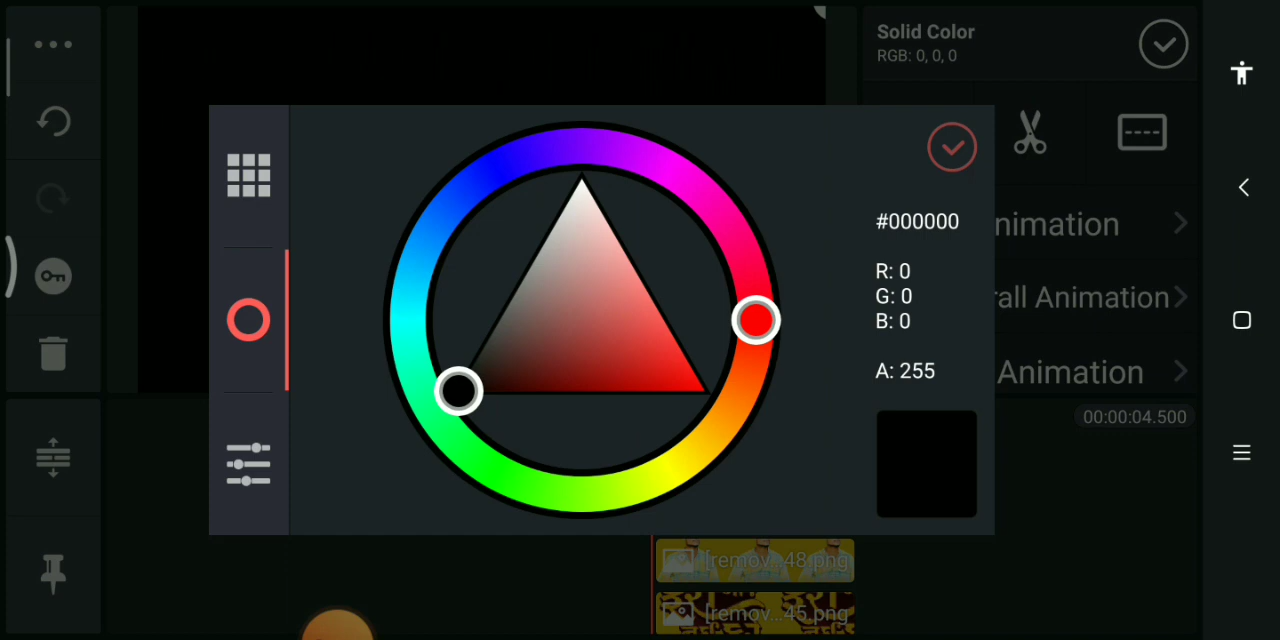 Solid Color
RGB: 0, 0, 0
#000000
nimation
R: 0
G: 0
B: 0
rall Animation
A: 255
Animation
00:00:04.500
[remov...48.png
[remov...45.png